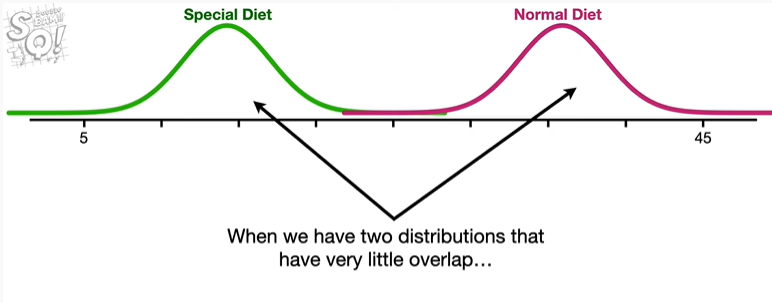 Special Diet
Normal Diet
5
45
When we have two distributions that
have very little overlap...